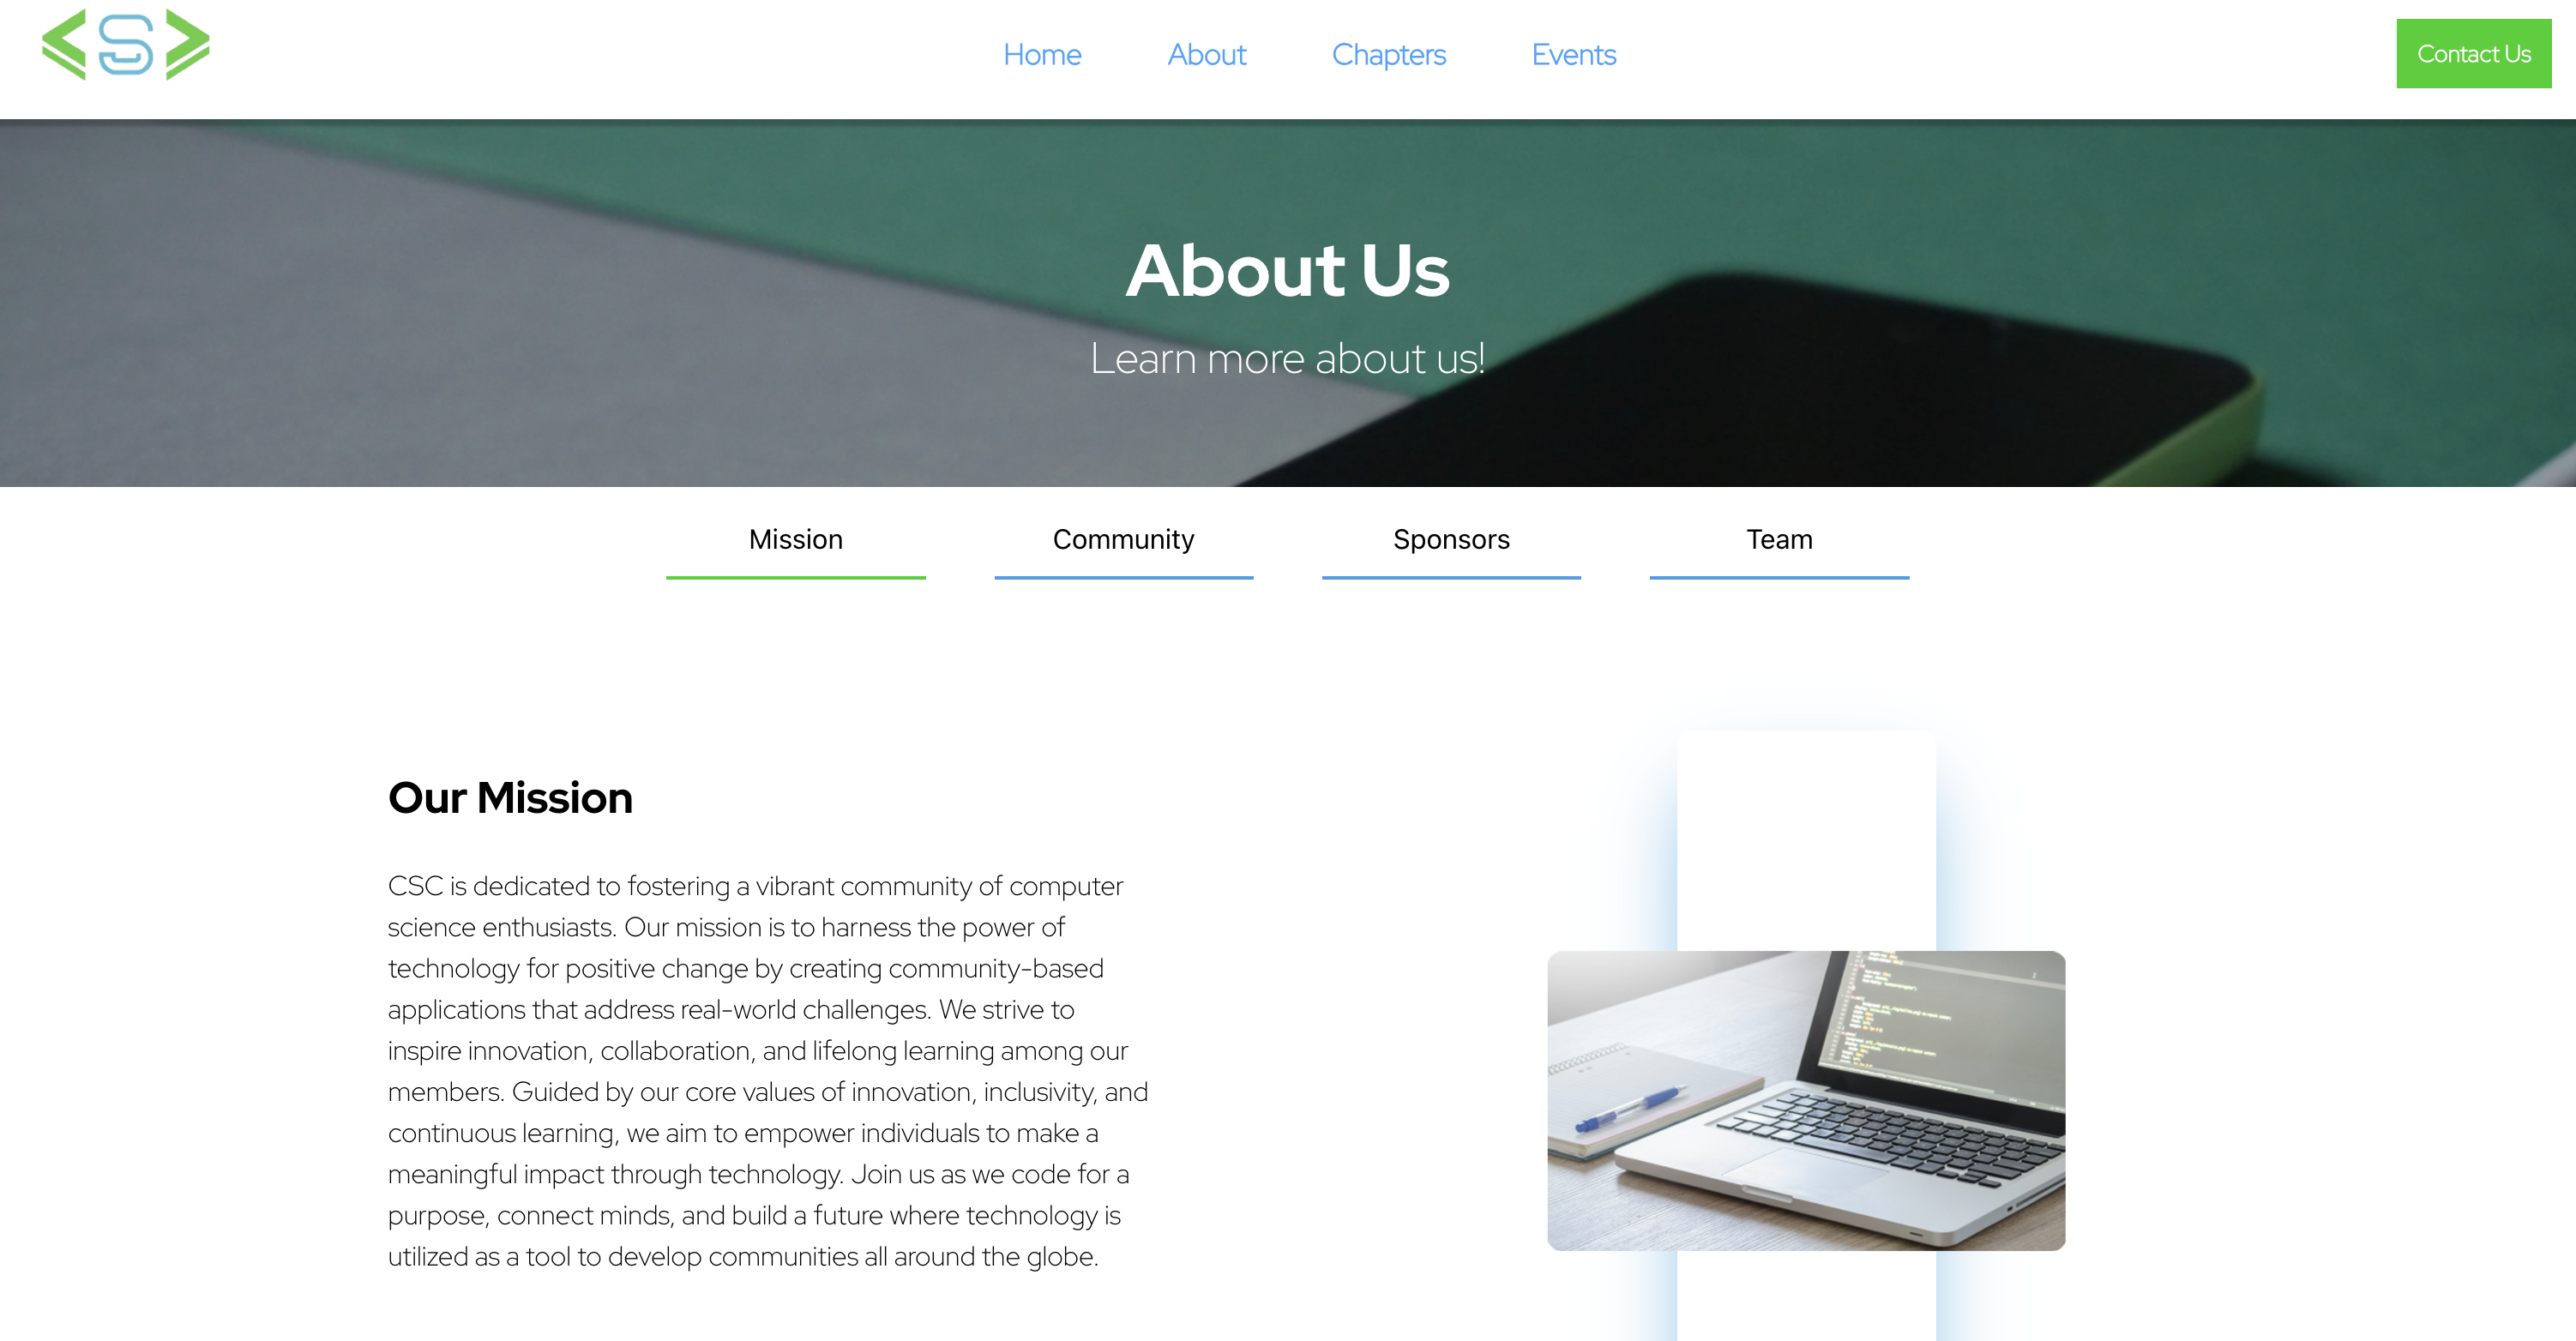 <S>
Home About Chapters Events Contact Us
About Us
Learn more about us!
Mission Community Sponsors Team
Our Mission
CSC is dedicated to fostering a vibrant community of computer
science enthusiasts. Our mission is to harness the power of
technology for positive change by creating community-based
applications that address real-world challenges. We strive to
inspire innovation, collaboration, and lifelong learning among our
members. Guided by our core values of innovation, inclusivity, and
continuous learning, we aim to empower individuals to make a
meaningful impact through technology. Join us as we code for a
purpose, connect minds, and build a future where technology is
utilized as a tool to develop communities all around the globe.